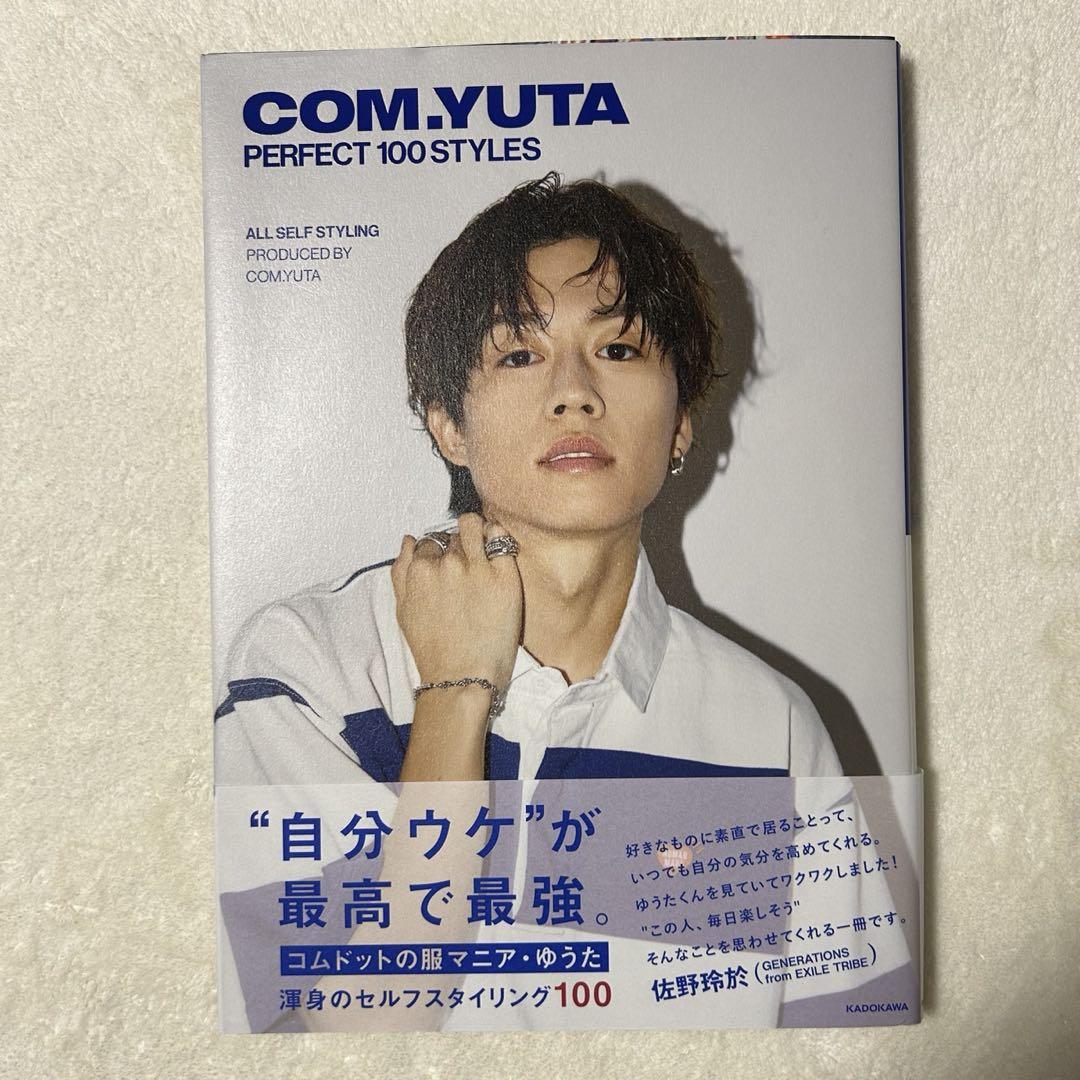 COM.YUTA
PERFECT 100 STYLES
ALL SELF STYLING
PRODUCED BY
COM.YUTA
“自分ウケ”が
最高で最強。
コムドットの服マニア・ゆうた
渾身のセルフスタイリング100
好きなものに素直で居ることって、
いつでも自分の気分を高めてくれる。
ゆうたくんを見ていてワクワクしました！
"この人、毎日楽しそう"
そんなことを思わせてくれる一冊です。
佐野玲於（GENERATIONS
from EXILE TRIBE）
KADOKAWA